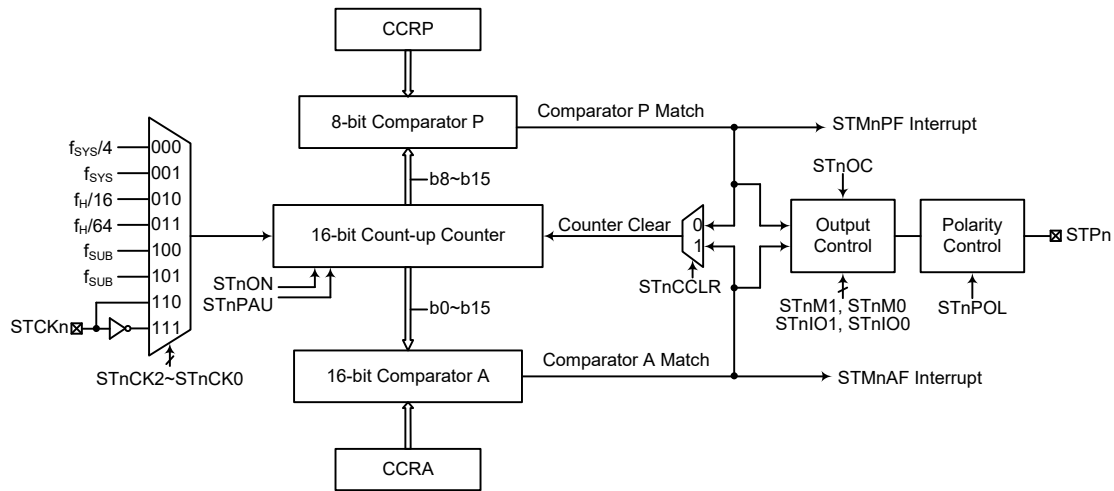 CCRP
8-bit Comparator P
Comparator P Match
STMnPF Interrupt
b8~b15
fSYS/4
fSYS
fH/16
fH/64
fSUB
fSUB
000
001
010
011
100
101
110
111
STCKn
STnCK2~STnCK0
16-bit Count-up Counter
STnON
STnPAU
Counter Clear
0
1
STnCCLR
STnOC
Output
Control
STnM1, STnM0
STnIO1, STnIO0
Polarity
Control
STnPOL
STPn
b0~b15
16-bit Comparator A
Comparator A Match
STMnAF Interrupt
CCRA